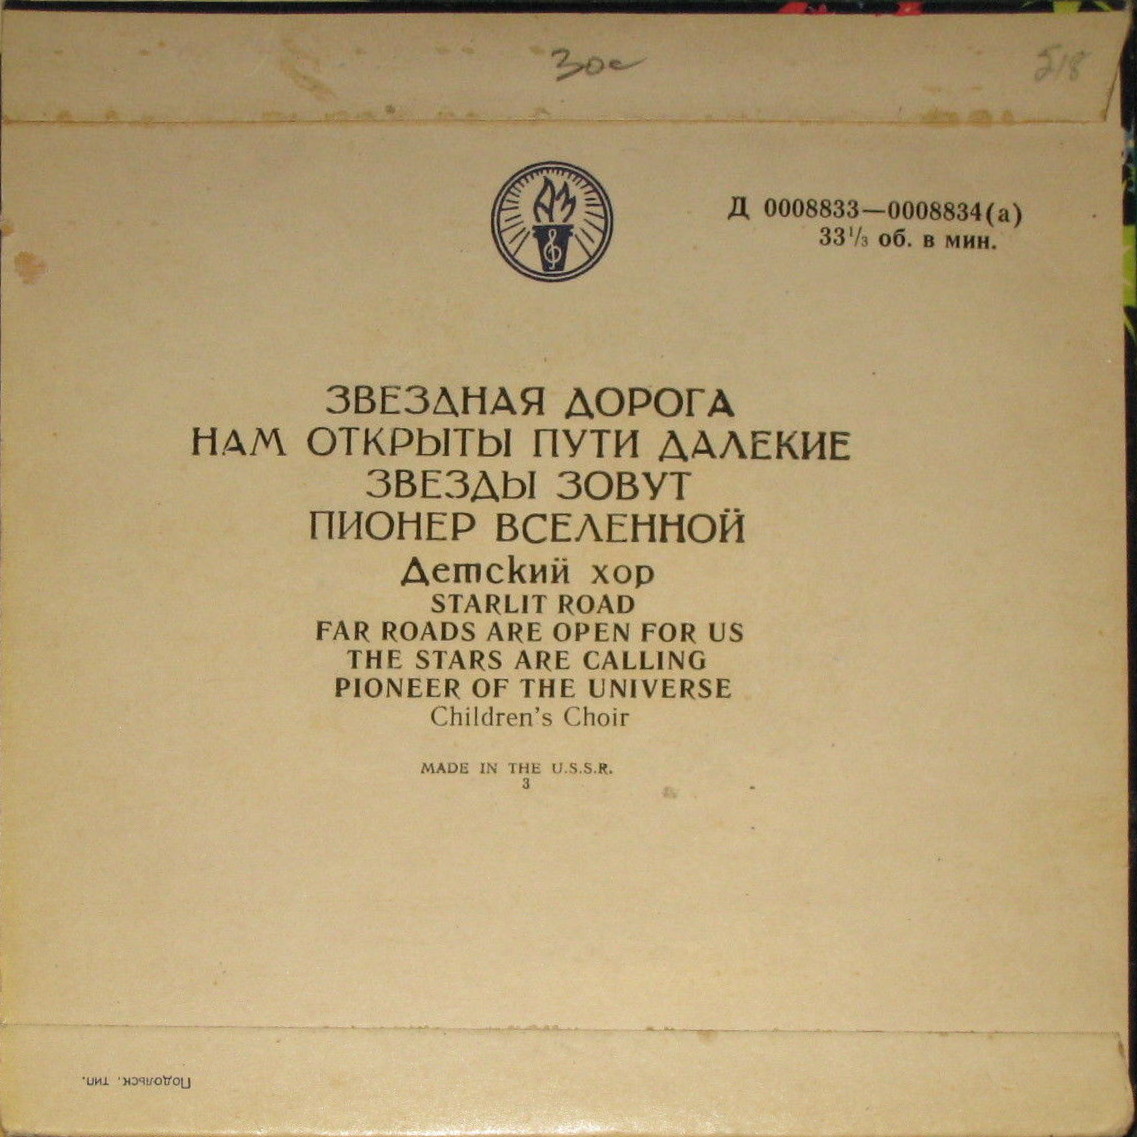 Зос
518
Д 0008833—0008834(а)
33⅓ об. в мин.
ЗВЕЗДНАЯ ДОРОГА
НАМ ОТКРЫТЫ ПУТИ ДАЛЕКИЕ
ЗВЕЗДЫ ЗОВУТ
ПИОНЕР ВСЕЛЕННОЙ
Детский хор
STARLIT ROAD
FAR ROADS ARE OPEN FOR US
THE STARS ARE CALLING
PIONEER OF THE UNIVERSE
Children's Choir
MADE IN THE U.S.S.R.
3
Подольск. тип.